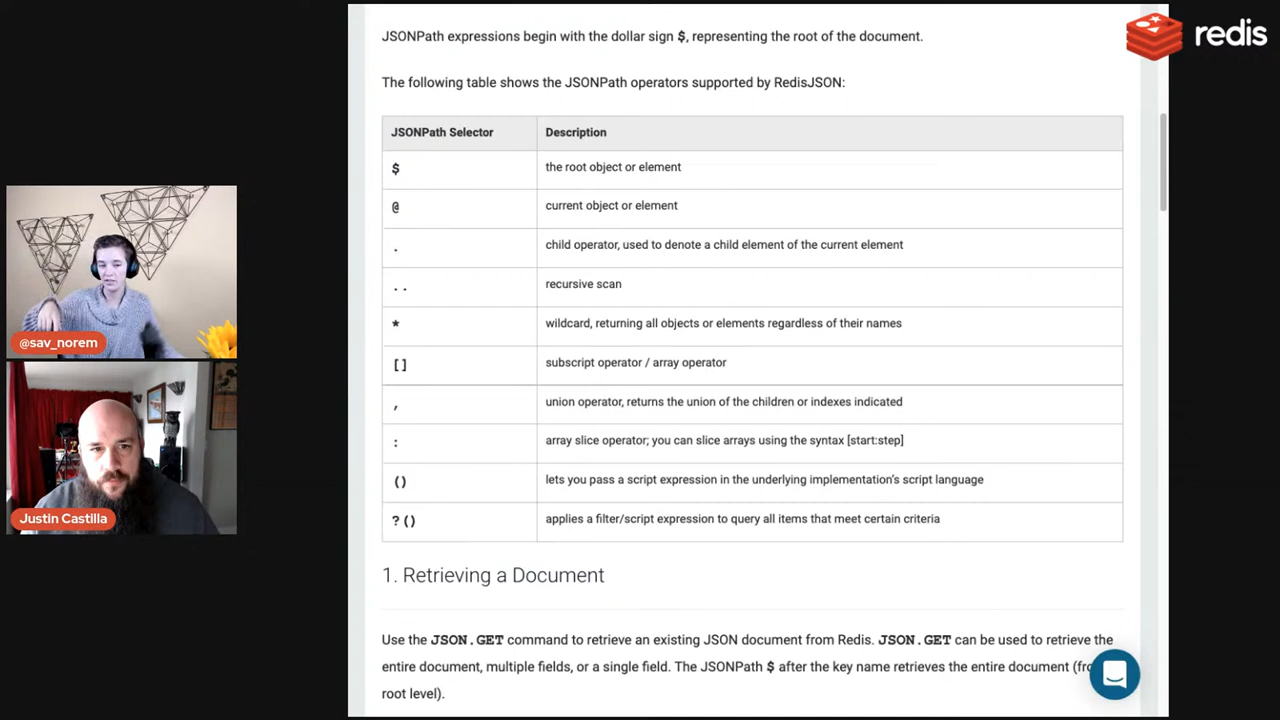 JSONPath expressions begin with the dollar sign $, representing the root of the document.
redis
The following table shows the JSONPath operators supported by RedisJSON:
JSONPath Selector Description
$ the root object or element
@ current object or element
. child operator, used to denote a child element of the current element
.. recursive scan
* wildcard, returning all objects or elements regardless of their names
[] subscript operator / array operator
, union operator, returns the union of the children or indexes indicated
: array slice operator; you can slice arrays using the syntax [start:step]
() lets you pass a script expression in the underlying implementation's script language
?() applies a filter/script expression to query all items that meet certain criteria
@sav_norem
Justin Castilla
1. Retrieving a Document
Use the JSON.GET command to retrieve an existing JSON document from Redis. JSON.GET can be used to retrieve the
entire document, multiple fields, or a single field. The JSONPath $ after the key name retrieves the entire document
root level).